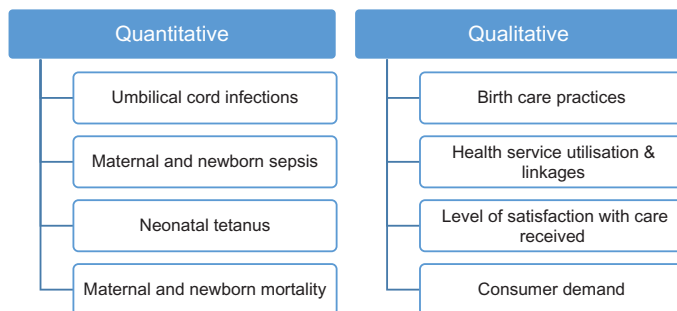 Quantitative
Umbilical cord infections
Maternal and newborn sepsis
Neonatal tetanus
Maternal and newborn mortality
Qualitative
Birth care practices
Health service utilisation &
linkages
Level of satisfaction with care
received
Consumer demand